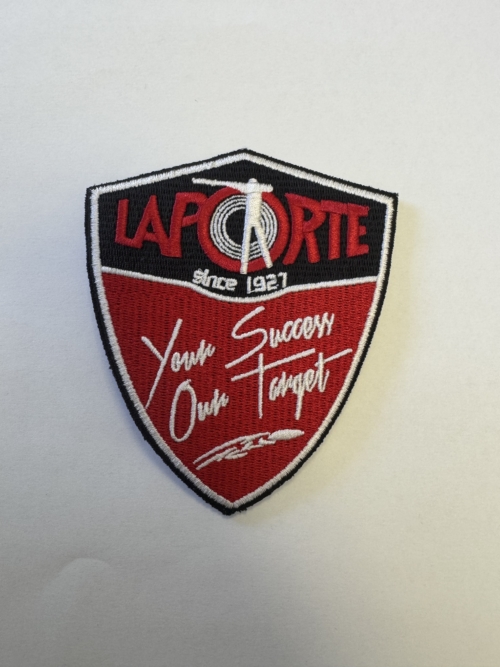 LAPORTE
since 1927
Your Success
Our Target